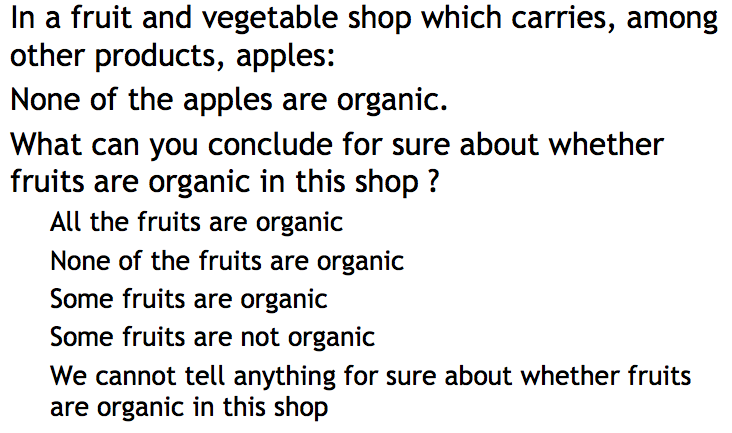 In a fruit and vegetable shop which carries, among
other products, apples:
None of the apples are organic.
What can you conclude for sure about whether
fruits are organic in this shop ?
All the fruits are organic
None of the fruits are organic
Some fruits are organic
Some fruits are not organic
We cannot tell anything for sure about whether fruits
are organic in this shop